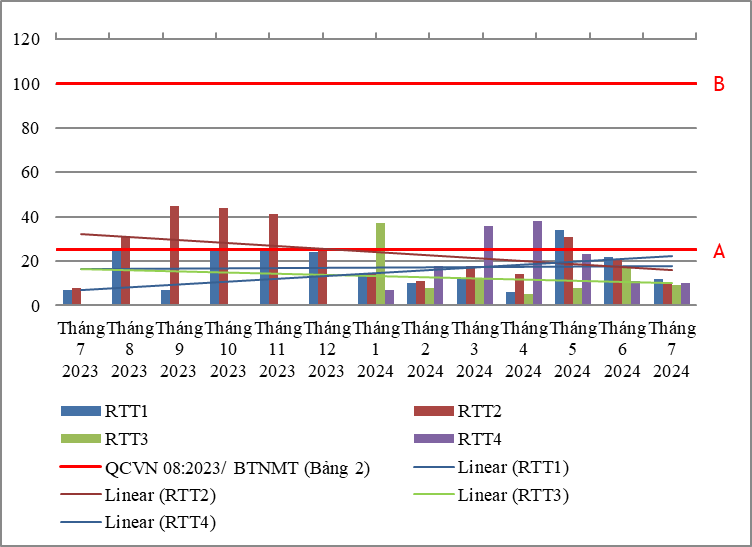 120
100
B
80
60
40
A
20
0
Tháng Tháng Tháng Tháng Tháng Tháng Tháng Tháng Tháng Tháng Tháng Tháng Tháng
7 8 9 10 11 12 1 2 3 4 5 6 7
2023 2023 2023 2023 2023 2023 2024 2024 2024 2024 2024 2024 2024
RTT1 RTT2
RTT3 RTT4
QCVN 08:2023/ BTNMT (Bảng 2) Linear (RTT1)
Linear (RTT2) Linear (RTT3)
Linear (RTT4)